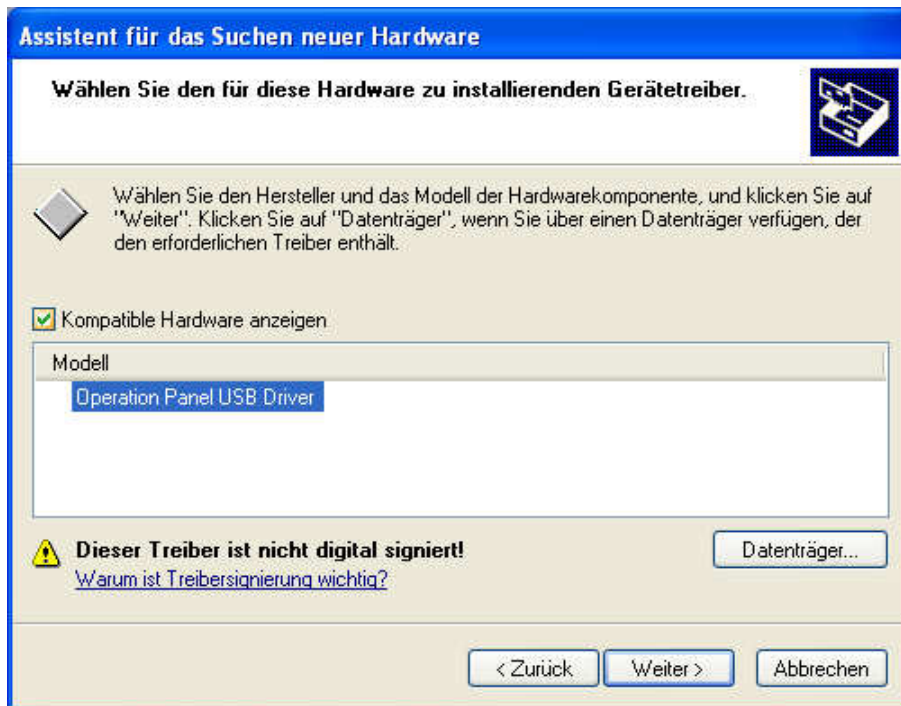 Assistent für das Suchen neuer Hardware
Wählen Sie den für diese Hardware zu installierenden Gerätetreiber.
Wählen Sie den Hersteller und das Modell der Hardwarekomponente, und klicken Sie auf
"Weiter". Klicken Sie auf "Datenträger", wenn Sie über einen Datenträger verfügen, der
den erforderlichen Treiber enthält.
Kompatible Hardware anzeigen
Modell
Operation Panel USB Driver
Dieser Treiber ist nicht digital signiert!
Datenträger...
Warum ist Treibersignierung wichtig?
< Zurück Weiter > Abbrechen